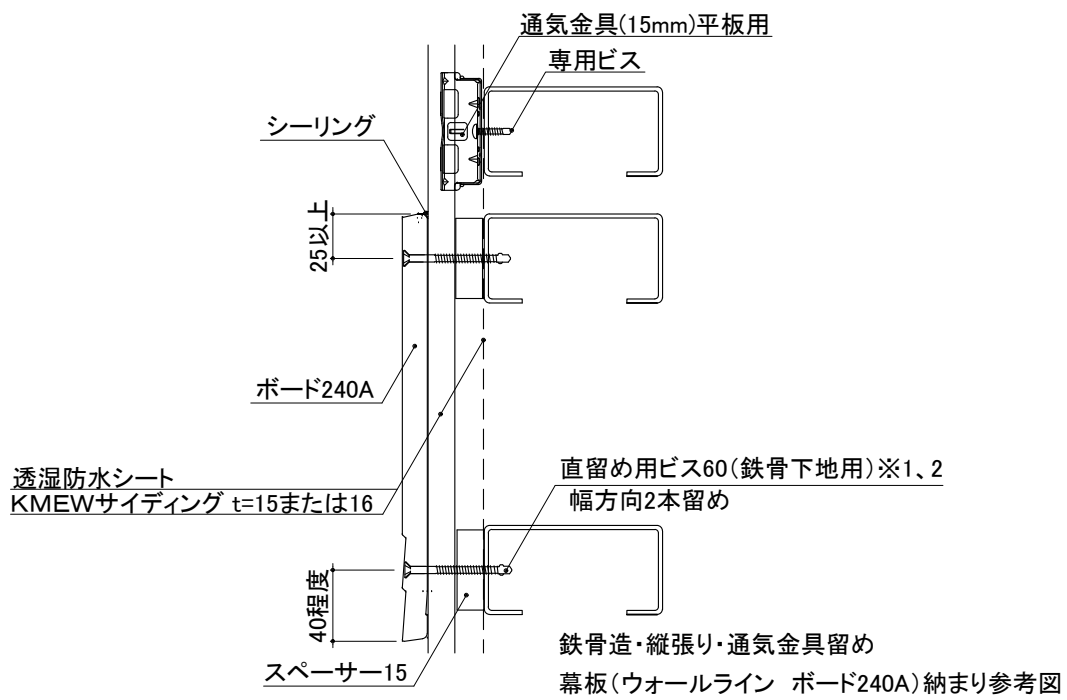 通気金具(15mm)平板用
専用ビス
シーリング
25以上
ボード240A
透湿防水シート
KMEWサイディング t=15または16
直留め用ビス60(鉄骨下地用)※1、2
幅方向2本留め
40程度
スペーサー15
鉄骨造・縦張り・通気金具留め
幕板(ウォールライン ボード240A)納まり参考図